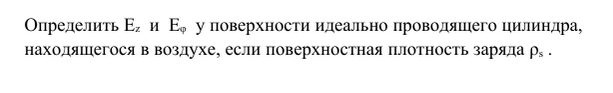 Определить Ez и Eφ у поверхности идеально проводящего цилиндра,
находящегося в воздухе, если поверхностная плотность заряда ρs .